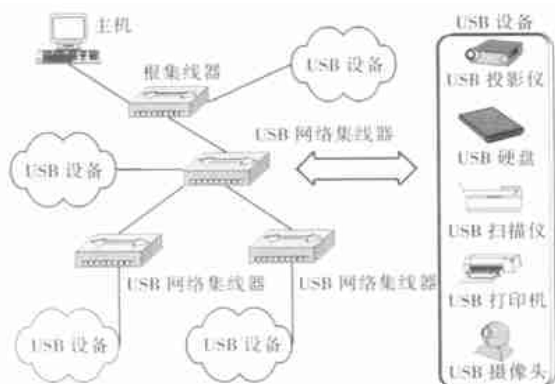 主机
USB 设备
根集线器
USB 设备
USB 投影仪
USB 网络集线器
USB 硬盘
USB 设备
USB 扫描仪
USB 网络集线器
USB 网络集线器
USB 打印机
USB 设备
USB 设备
USB 摄像头